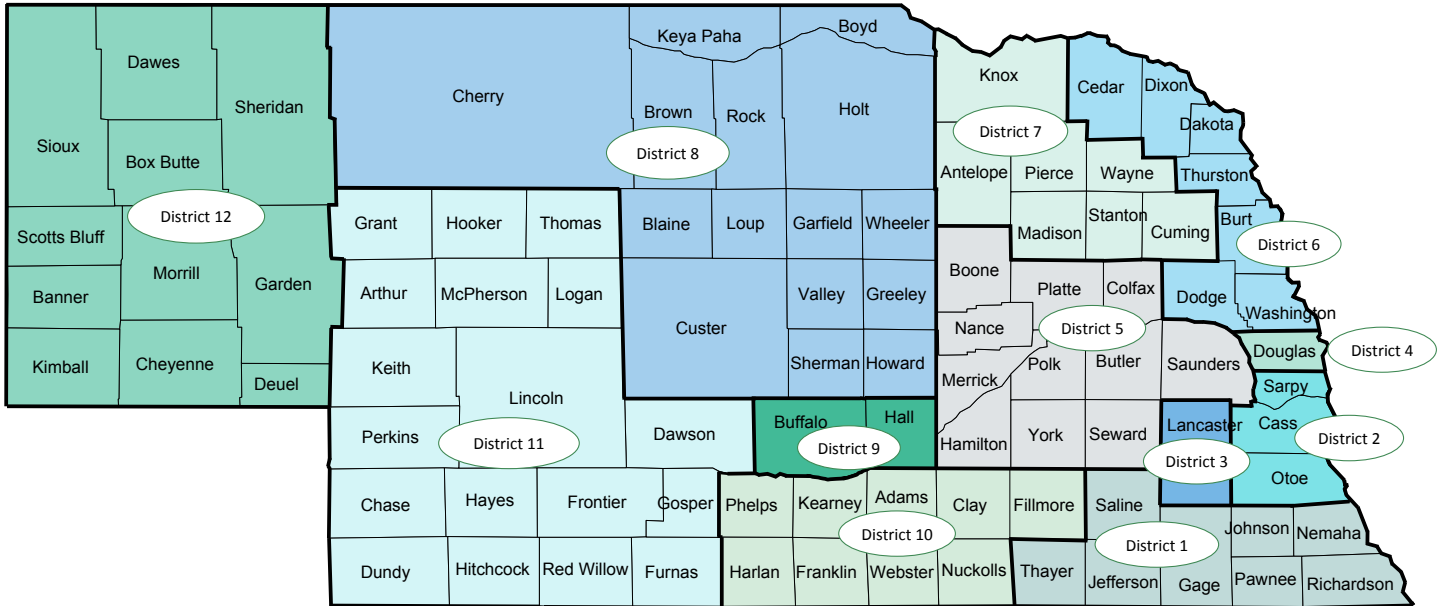 Keya Paha
Boyd
Dawes
Knox
Cedar
Dixon
Cherry
Sheridan
Brown
Rock
Holt
Dakota
District 7
Sioux
Box Butte
District 8
Antelope
Pierce
Wayne
Thurston
District 12
Scotts Bluff
Grant
Hooker
Thomas
Blaine
Loup
Garfield
Wheeler
Madison
Stanton
Cuming
Burt
District 6
Morrill
Garden
Boone
Banner
Arthur
McPherson
Logan
Valley
Greeley
Platte
Colfax
Dodge
Washington
Custer
Nance
District 5
Kimball
Cheyenne
Deuel
Keith
Sherman
Howard
Polk
Butler
Saunders
Douglas
District 4
Merrick
Sarpy
Lincoln
Perkins
District 11
Dawson
Buffalo
Hall
District 9
Hamilton
York
Seward
Lancaster
Cass
District 2
District 3
Otoe
Chase
Hayes
Frontier
Gosper
Phelps
Kearney
Adams
Clay
Fillmore
Saline
Johnson
Nemaha
District 10
District 1
Dundy
Hitchcock
Red Willow
Furnas
Harlan
Franklin
Webster
Nuckolls
Thayer
Jefferson
Gage
Pawnee
Richardson